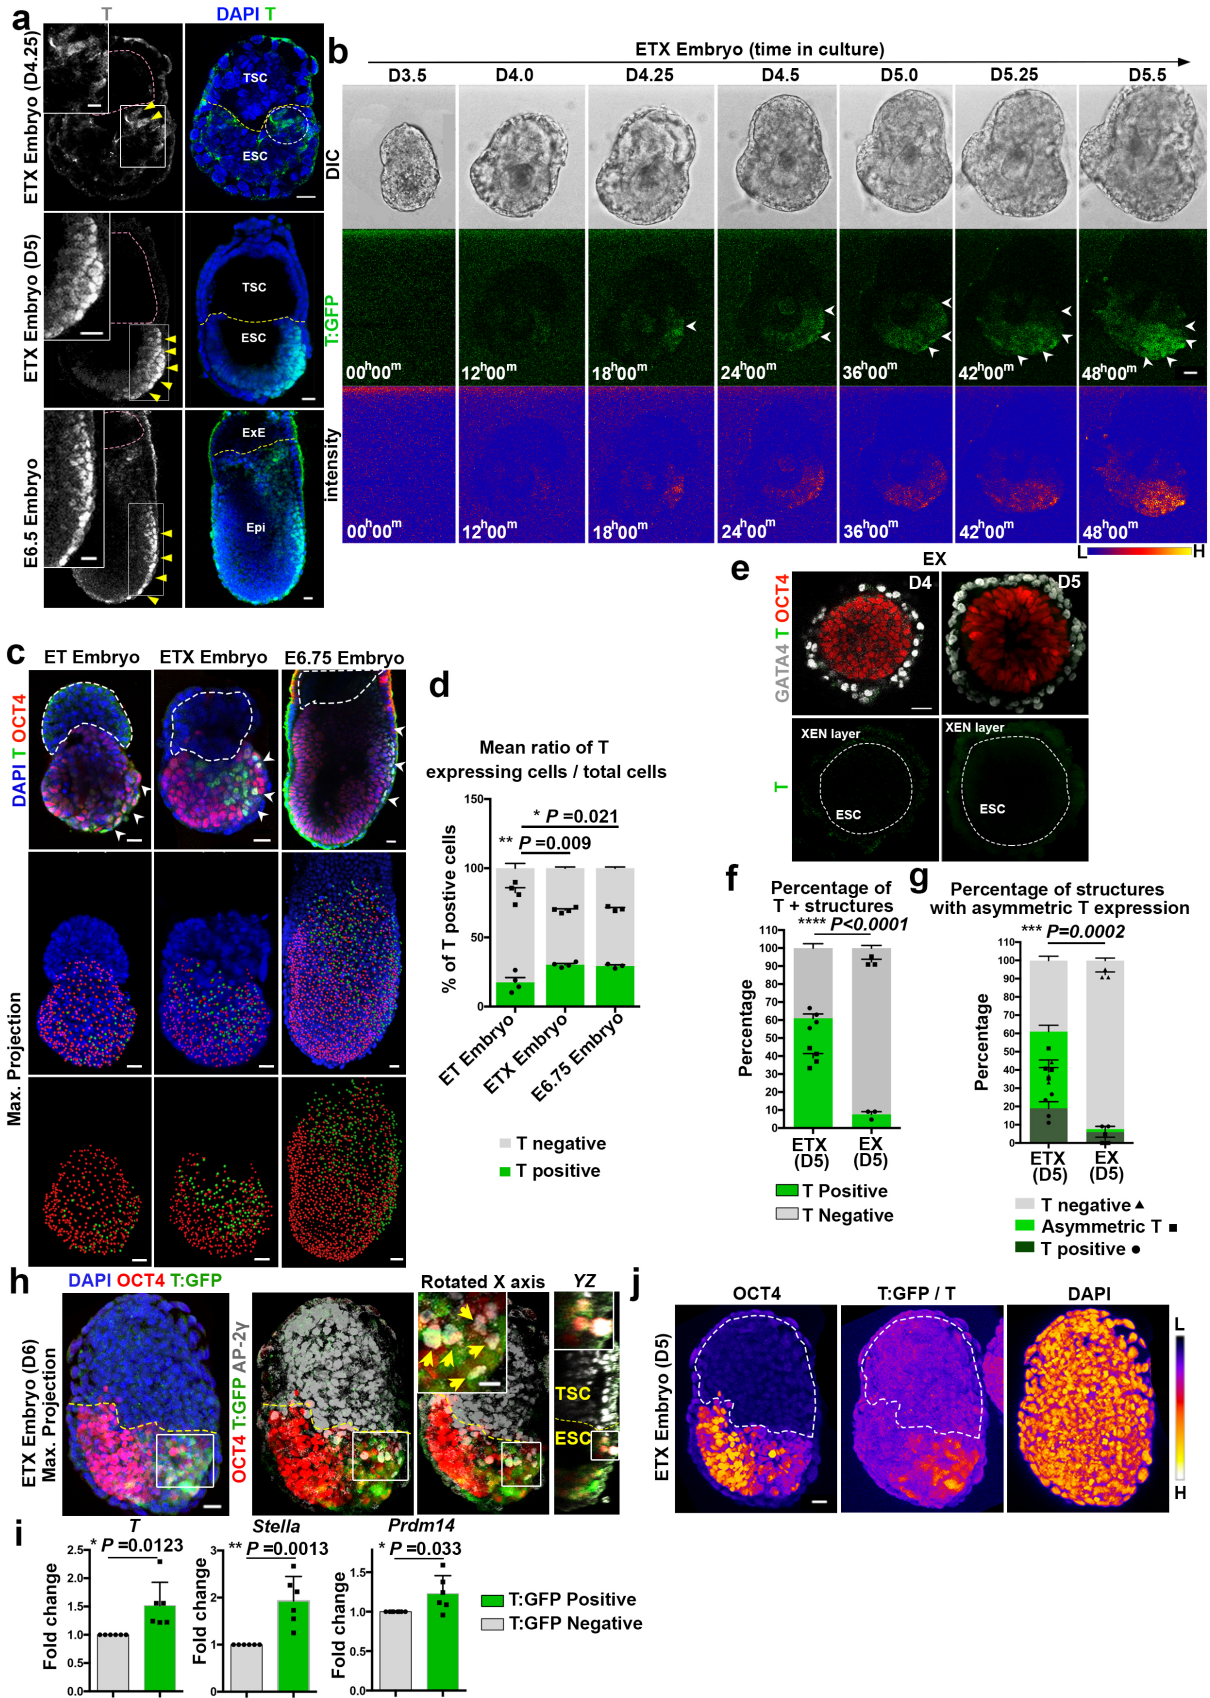 a
T
DAPI T
ETX Embryo (D4.25)
TSC
ESC
ETX Embryo (D5)
TSC
ESC
E6.5 Embryo
ExE
Epi
b
ETX Embryo (time in culture)
D3.5 D4.0 D4.25 D4.5 D5.0 D5.25 D5.5
DIC
T:GFP
00h00m 12h00m 18h00m 24h00m 36h00m 42h00m 48h00m
intensity
00h00m 12h00m 18h00m 24h00m 36h00m 42h00m 48h00m
L H
c
ET Embryo ETX Embryo E6.75 Embryo
DAPI T OCT4
Max. Projection
d
Mean ratio of T
expressing cells / total cells
% of T postive cells
150
100
50
0
* P =0.021
** P =0.009
ET Embryo
ETX Embryo
E6.75 Embryo
T negative
T positive
e
EX
GATA4 T OCT4
D4 D5
T
XEN layer XEN layer
ESC ESC
f
Percentage of
T + structures
**** P<0.0001
Percentage
110
100
90
80
70
60
50
40
30
20
10
0
ETX EX
(D5) (D5)
T Positive
T Negative
g
Percentage of structures
with asymmetric T expression
*** P=0.0002
Percentage
110
100
90
80
70
60
50
40
30
20
10
0
ETX EX
(D5) (D5)
T negative ▲
Asymmetric T ■
T positive ●
h
DAPI OCT4 T:GFP
Rotated X axis
YZ
ETX Embryo (D6)
Max. Projection
OCT4 T:GFP AP-2γ
TSC
ESC
i
T
* P =0.0123
Fold change
2.5
2.0
1.5
1.0
0.5
0.0
Stella
** P =0.0013
Fold change
3
2
1
0
Prdm14
* P =0.033
Fold change
1.5
1.0
0.5
0.0
T:GFP Positive
T:GFP Negative
j
OCT4 T:GFP / T DAPI
ETX Embryo (D5)
L
H